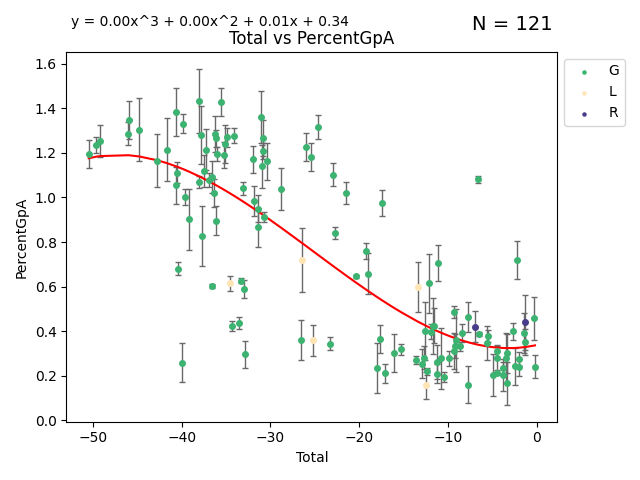 y = 0.00x^3 + 0.00x^2 + 0.01x + 0.34
N = 121
Total vs PercentGpA
1.6
1.4
1.2
1.0
0.8
0.6
0.4
0.2
0.0
PercentGpA
−50
−40
−30
−20
−10
0
Total
G
L
R